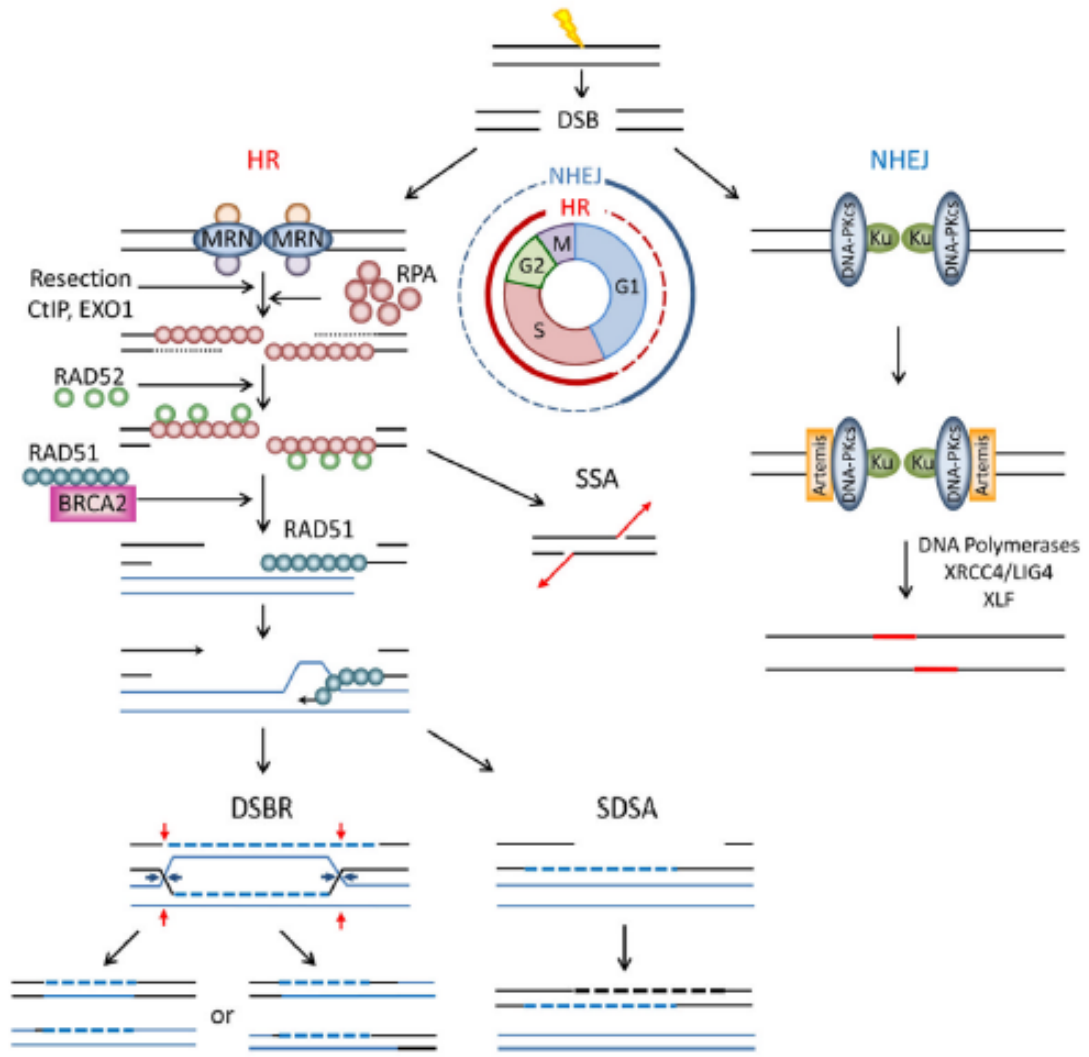 DSB
HR
NHEJ
NHEJ
HR
MRN MRN
M
G2
G1
S
DNA-PKcs
Ku Ku
DNA-PKcs
Resection
CtIP, EXO1
RPA
RAD52
RAD51
BRCA2
RAD51
SSA
Artemis
DNA-PKcs
Ku Ku
DNA-PKcs
Artemis
DNA Polymerases
XRCC4/LIG4
XLF
DSBR
SDSA
or